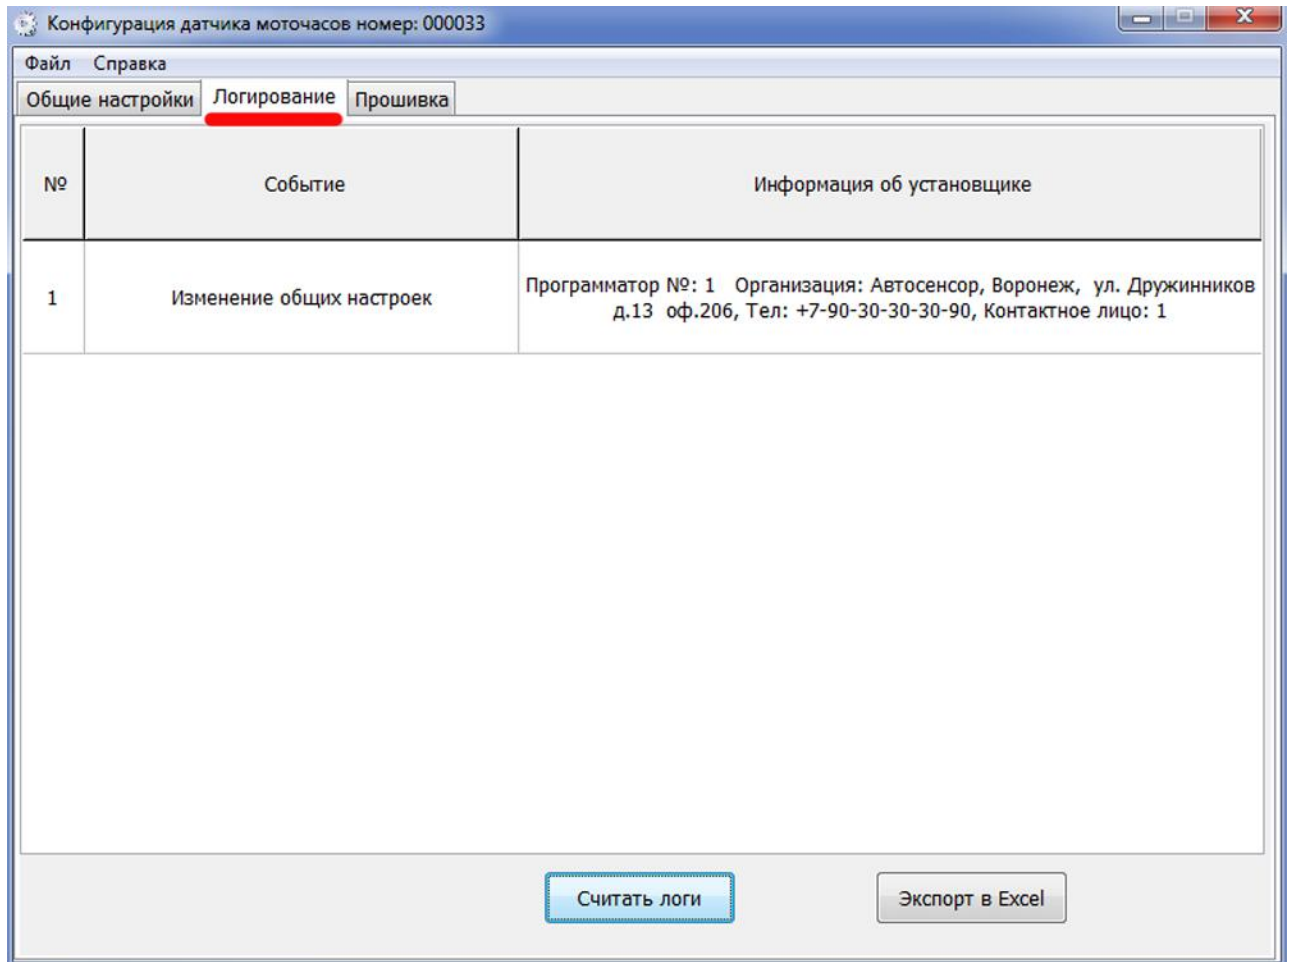 Конфигурация датчика моточасов номер: 000033
Файл Справка
Общие настройки Логирование Прошивка
№ Событие Информация об установщике
1 Изменение общих настроек Программатор №: 1 Организация: Автосенсор, Воронеж, ул. Дружинников
д.13 оф.206, Тел: +7-90-30-30-30-90, Контактное лицо: 1
Считать логи Экспорт в Excel